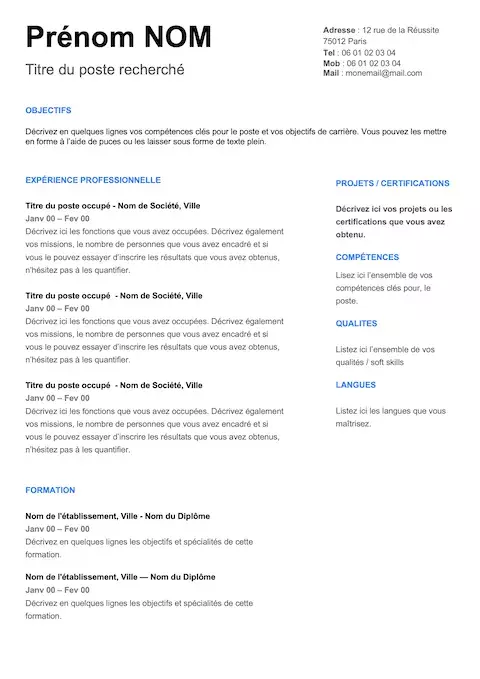 Prénom NOM
Titre du poste recherché
Adresse : 12 rue de la Réussite
75012 Paris
Tel : 06 01 02 03 04
Mob : 06 01 02 03 04
Mail : monemail@mail.com
OBJECTIFS
Décrivez en quelques lignes vos compétences clés pour le poste et vos objectifs de carrière. Vous pouvez les mettre
en forme à l'aide de puces ou les laisser sous forme de texte plein.
EXPÉRIENCE PROFESSIONNELLE
Titre du poste occupé - Nom de Société, Ville
Janv 00 – Fev 00
Décrivez ici les fonctions que vous avez occupées. Décrivez également
vos missions, le nombre de personnes que vous avez encadré et si
vous le pouvez essayer d'inscrire les résultats que vous avez obtenus,
n'hésitez pas à les quantifier.
Titre du poste occupé - Nom de Société, Ville
Janv 00 – Fev 00
Décrivez ici les fonctions que vous avez occupées. Décrivez également
vos missions, le nombre de personnes que vous avez encadré et si
vous le pouvez essayer d'inscrire les résultats que vous avez obtenus,
n'hésitez pas à les quantifier.
Titre du poste occupé - Nom de Société, Ville
Janv 00 – Fev 00
Décrivez ici les fonctions que vous avez occupées. Décrivez également
vos missions, le nombre de personnes que vous avez encadré et si
vous le pouvez essayer d'inscrire les résultats que vous avez obtenus,
n'hésitez pas à les quantifier.
FORMATION
Nom de l'établissement, Ville - Nom du Diplôme
Janv 00 – Fev 00
Décrivez en quelques lignes les objectifs et spécialités de cette
formation.
Nom de l'établissement, Ville — Nom du Diplôme
Janv 00 – Fev 00
Décrivez en quelques lignes les objectifs et spécialités de cette
formation.
PROJETS / CERTIFICATIONS
Décrivez ici vos projets ou les
certifications que vous avez
obtenu.
COMPÉTENCES
Lisez ici l'ensemble de vos
compétences clés pour, le
poste.
QUALITES
Listez ici l'ensemble de vos
qualités / soft skills
LANGUES
Listez ici les langues que vous
maîtrisez.